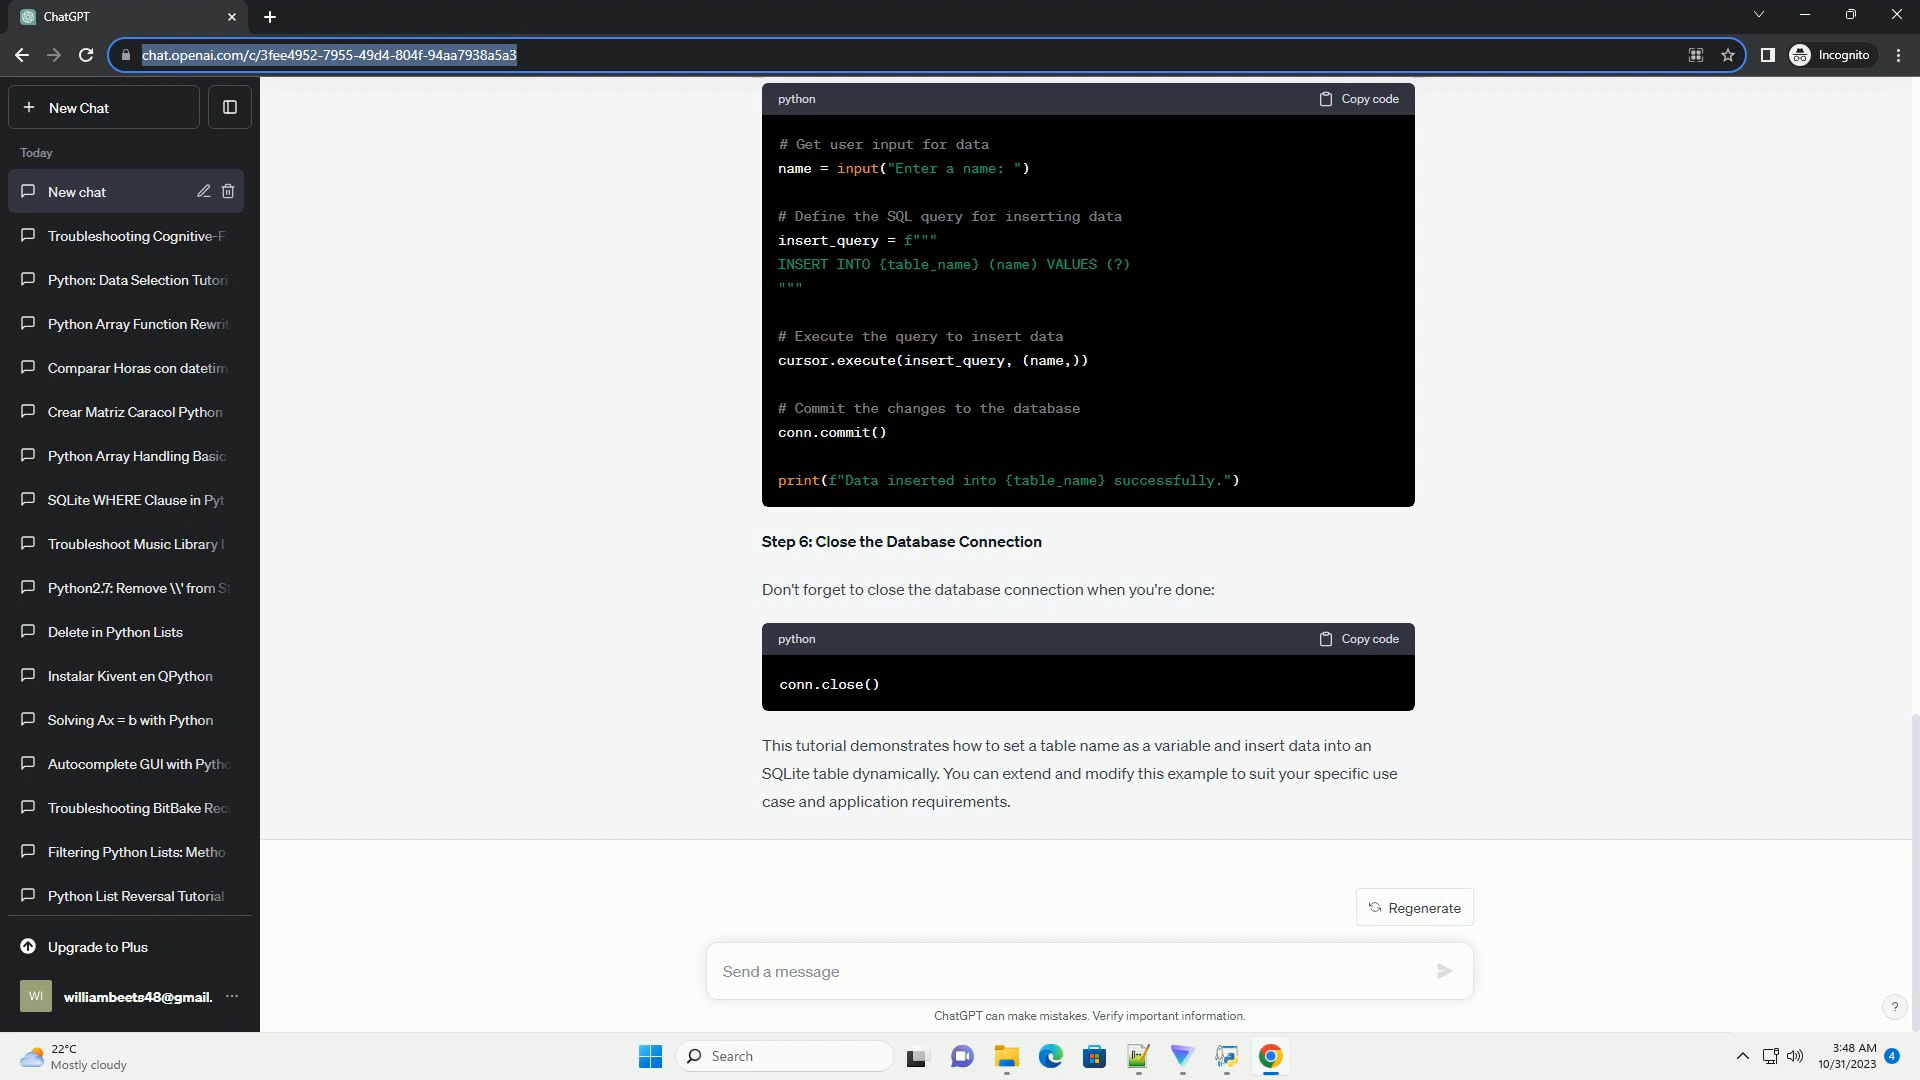 ChatGPT
chat.openai.com/c/3fee4952-7955-49d4-804f-94aa7938a5a3
Incognito
New Chat
Today
New chat
Troubleshooting Cognitive-F
Python: Data Selection Tutori
Python Array Function Rewrit
Comparar Horas con datetim
Crear Matriz Caracol Python
Python Array Handling Basic
SQLite WHERE Clause in Pyt
Troubleshoot Music Library I
Python2.7: Remove \\' from St
Delete in Python Lists
Instalar Kivent en QPython
Solving Ax = b with Python
Autocomplete GUI with Pytho
Troubleshooting BitBake Rec
Filtering Python Lists: Metho
Python List Reversal Tutorial
Upgrade to Plus
WI
williambeets48@gmail.
python
Copy code
# Get user input for data
name = input("Enter a name: ")
# Define the SQL query for inserting data
insert_query = f"""
INSERT INTO {table_name} (name) VALUES (?)
"""
# Execute the query to insert data
cursor.execute(insert_query, (name,))
# Commit the changes to the database
conn.commit()
print(f"Data inserted into {table_name} successfully.")
Step 6: Close the Database Connection
Don't forget to close the database connection when you're done:
python
Copy code
conn.close()
This tutorial demonstrates how to set a table name as a variable and insert data into an
SQLite table dynamically. You can extend and modify this example to suit your specific use
case and application requirements.
Regenerate
Send a message
ChatGPT can make mistakes. Verify important information.
?
22°C
Mostly cloudy
Search
3:48 AM
10/31/2023
4